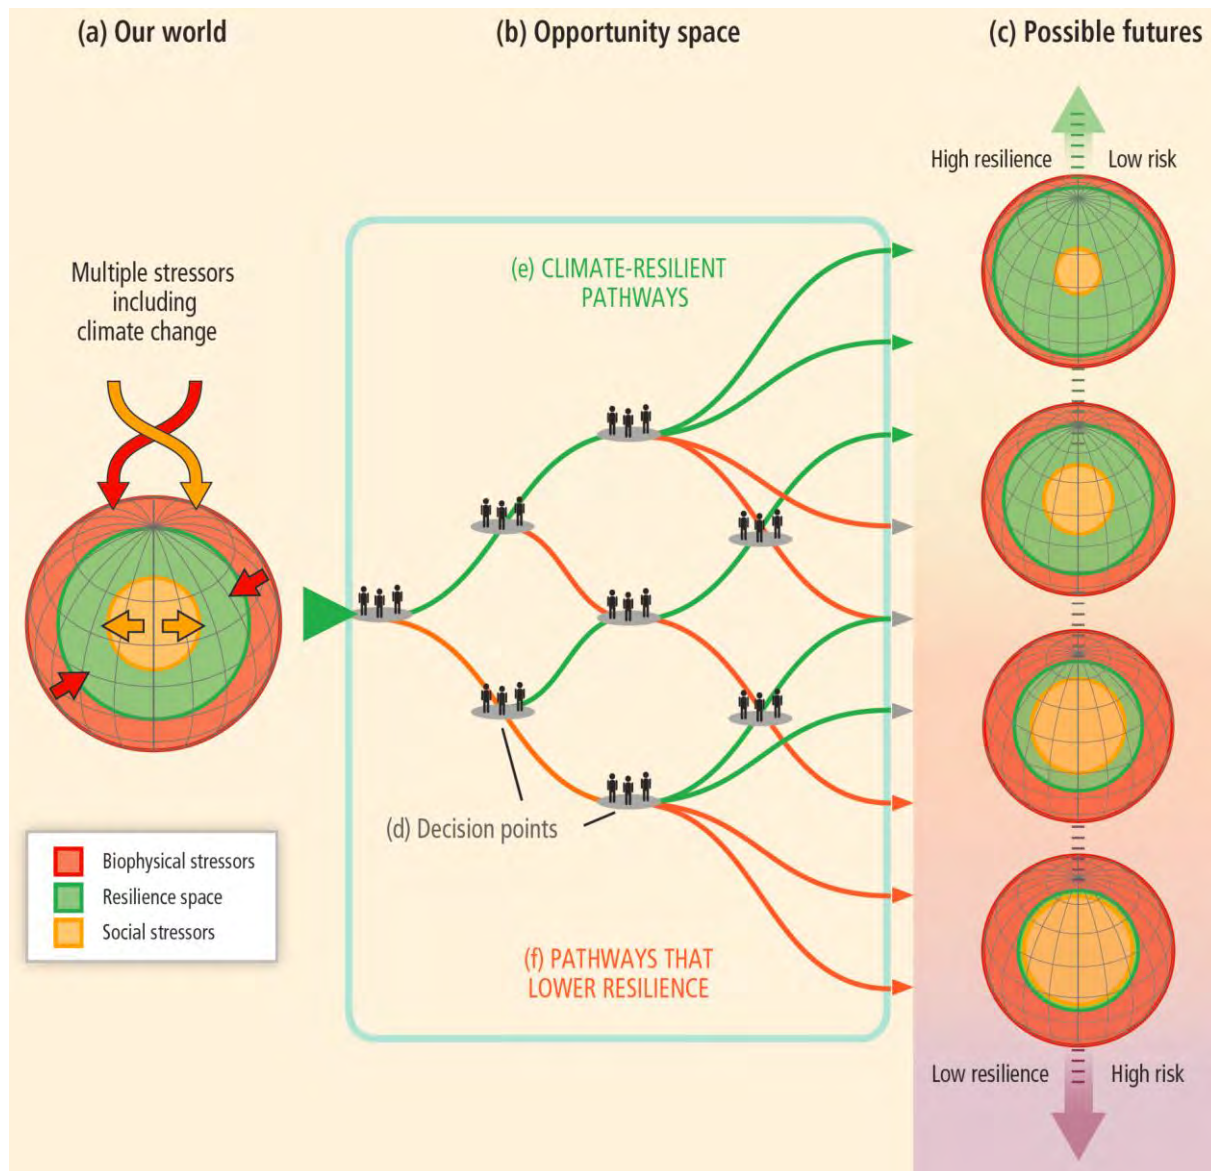 (a) Our world
(b) Opportunity space
(c) Possible futures
High resilience
Low risk
Multiple stressors
including
climate change
(e) CLIMATE-RESILIENT
PATHWAYS
(d) Decision points
Biophysical stressors
Resilience space
Social stressors
(f) PATHWAYS THAT
LOWER RESILIENCE
Low resilience
High risk